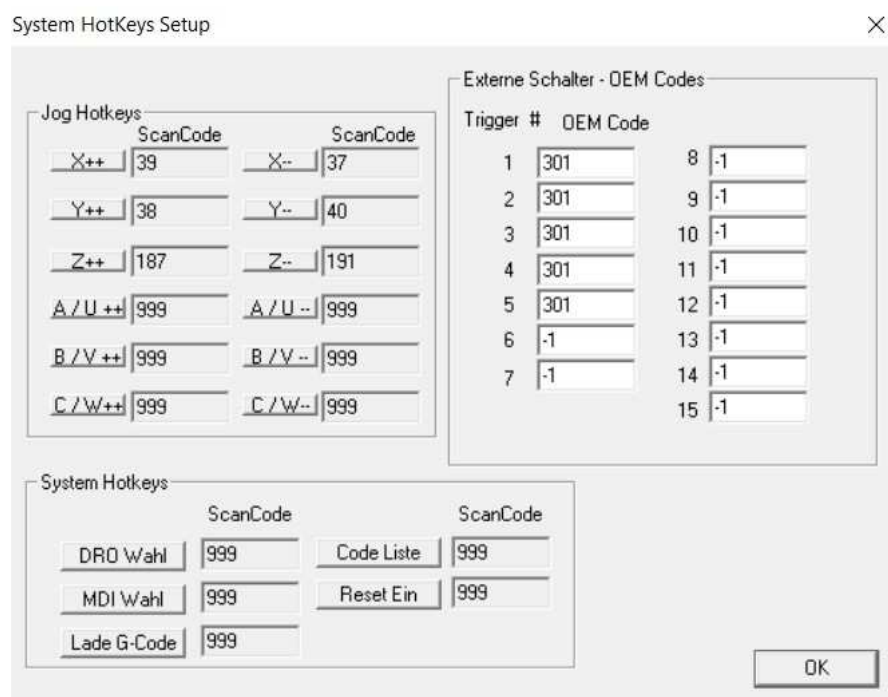 System HotKeys Setup
Jog Hotkeys
ScanCode ScanCode
X++ 39 X-- 37
Y++ 38 Y-- 40
Z++ 187 Z-- 191
A / U ++ 999 A / U -- 999
B / V ++ 999 B / V -- 999
C / W++ 999 C / W-- 999
Externe Schalter - OEM Codes
Trigger # OEM Code
1 301 8 -1
2 301 9 -1
3 301 10 -1
4 301 11 -1
5 301 12 -1
6 -1 13 -1
7 -1 14 -1
15 -1
System Hotkeys
ScanCode ScanCode
DRO Wahl 999 Code Liste 999
MDI Wahl 999 Reset Ein 999
Lade G-Code 999
OK